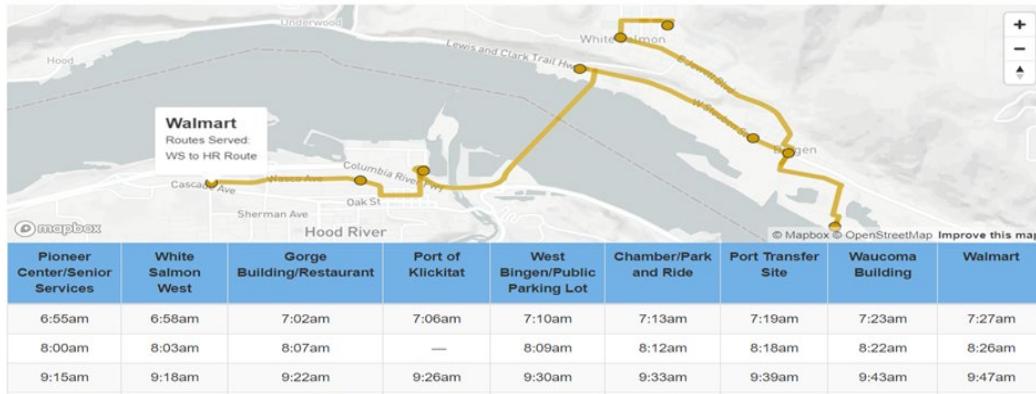 Underwood
White Salmon
Hood
Lewis and Clark Trail Hwy
E Jewett Blvd
Walmart
Routes Served:
WS to HR Route
W Steuben St
Bingen
Columbia River Hwy
Cascade Ave
Wasco Ave
Oak St
Sherman Ave
Hood River
mapbox
© Mapbox © OpenStreetMap Improve this map
Pioneer Center/Senior Services
White Salmon West
Gorge Building/Restaurant
Port of Klickitat
West Bingen/Public Parking Lot
Chamber/Park and Ride
Port Transfer Site
Waucoma Building
Walmart
6:55am 6:58am 7:02am 7:06am 7:10am 7:13am 7:19am 7:23am 7:27am
8:00am 8:03am 8:07am — 8:09am 8:12am 8:18am 8:22am 8:26am
9:15am 9:18am 9:22am 9:26am 9:30am 9:33am 9:39am 9:43am 9:47am